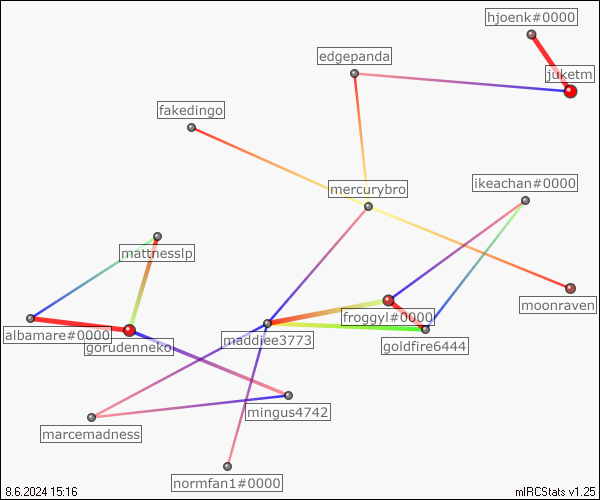 hjoenk#0000
edgepanda
juketm
fakedingo
ikeachan#0000
mercurybro
mattnesslp
moonraven
froggyl#0000
albamare#0000
maddiee3773
gorudenneko
goldfire6444
mingus4742
marcemadness
normfan1#0000
8.6.2024 15:16
mIRCStats v1.25